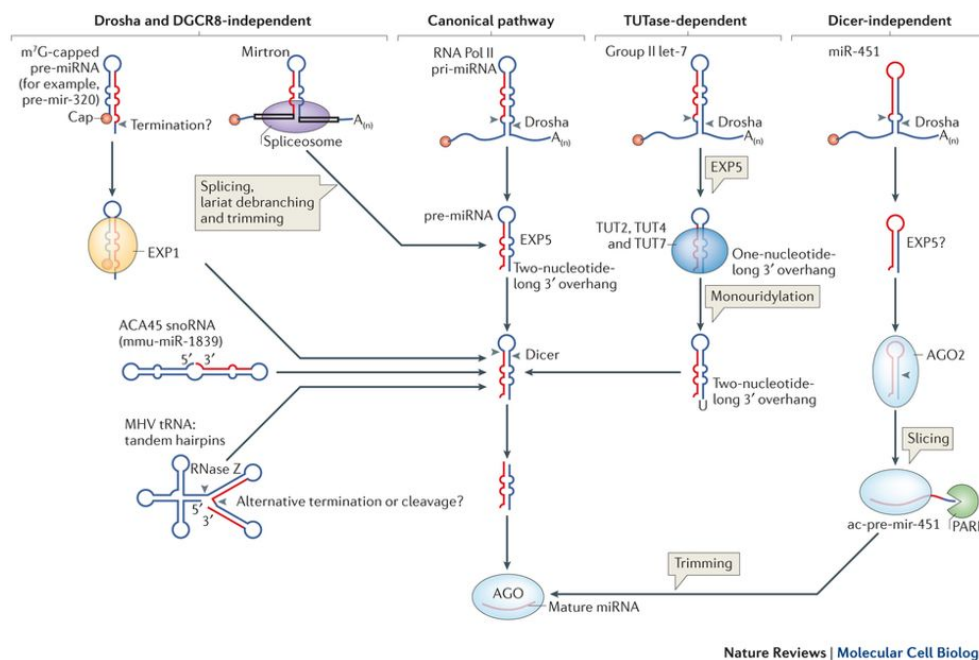 Drosha and DGCR8-independent
Canonical pathway
TUTase-dependent
Dicer-independent
m⁷G-capped
pre-miRNA
(for example,
pre-mir-320)
Cap
Termination?
Mirtron
A(n)
Spliceosome
RNA Pol II
pri-miRNA
Drosha
A(n)
Group II let-7
Drosha
A(n)
miR-451
Drosha
A(n)
Splicing,
lariat debranching
and trimming
EXP5
EXP1
pre-miRNA
EXP5
Two-nucleotide-
long 3′ overhang
TUT2, TUT4
and TUT7
One-nucleotide-
long 3′ overhang
EXP5?
Monouridylation
ACA45 snoRNA
(mmu-miR-1839)
5′ 3′
Dicer
Two-nucleotide-
long 3′ overhang
U
AGO2
MHV tRNA:
tandem hairpins
RNase Z
5′
3′
Alternative termination or cleavage?
Slicing
ac-pre-mir-451
Trimming
AGO
Mature miRNA
Nature Reviews | Molecular Cell Biolog